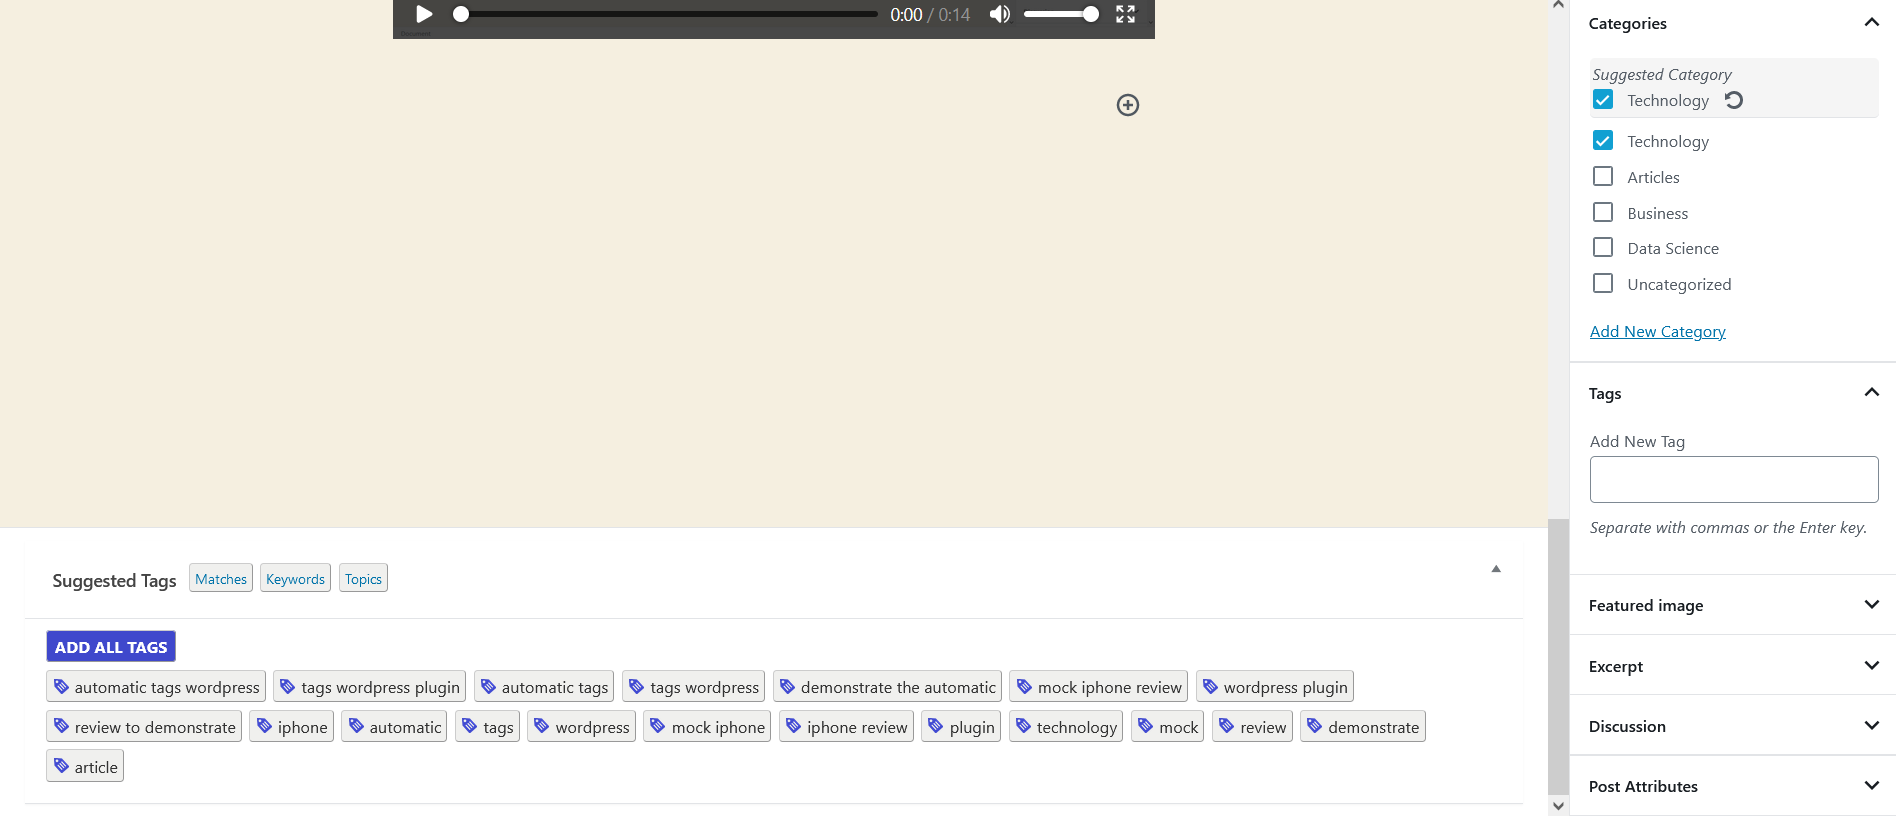 0:00 / 0:14
Categories
Suggested Category
Technology
Technology
Articles
Business
Data Science
Uncategorized
Add New Category
Tags
Add New Tag
Separate with commas or the Enter key.
Featured image
Excerpt
Discussion
Post Attributes
Suggested Tags Matches Keywords Topics
ADD ALL TAGS
automatic tags wordpress tags wordpress plugin automatic tags tags wordpress demonstrate the automatic mock iphone review wordpress plugin
review to demonstrate iphone automatic tags wordpress mock iphone iphone review plugin technology mock review demonstrate
article